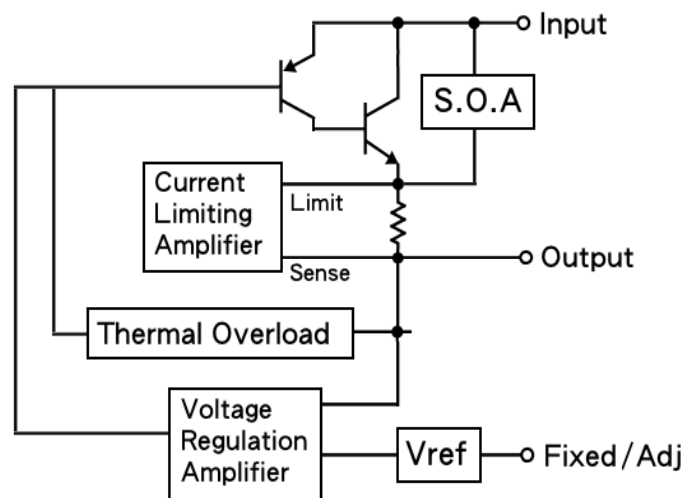 Input
S.O.A
Current
Limiting
Amplifier
Limit
Sense
Output
Thermal Overload
Voltage
Regulation
Amplifier
Vref
Fixed/Adj